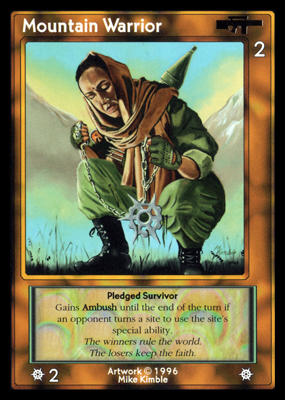 Mountain Warrior
2
Pledged Survivor
Gains Ambush until the end of the turn if
an opponent turns a site to use the site's
special ability.
The winners rule the world.
The losers keep the faith.
2
Artwork © 1996
Mike Kimble